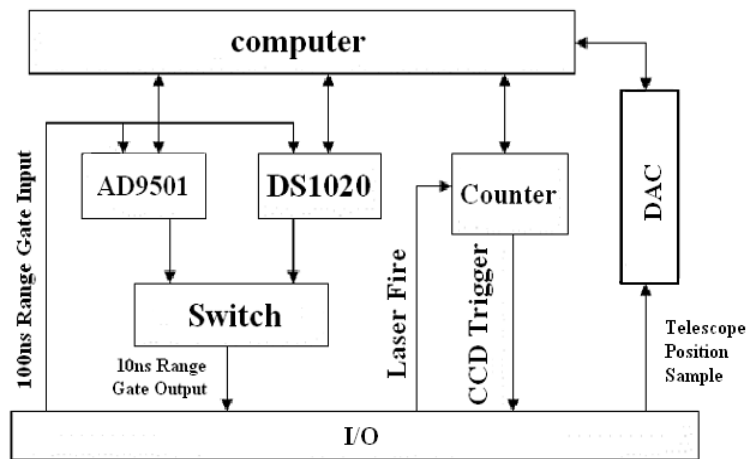 computer
100ns Range Gate Input
AD9501
DS1020
Counter
DAC
Switch
Laser Fire
CCD Trigger
10ns Range
Gate Output
Telescope
Position
Sample
I/O